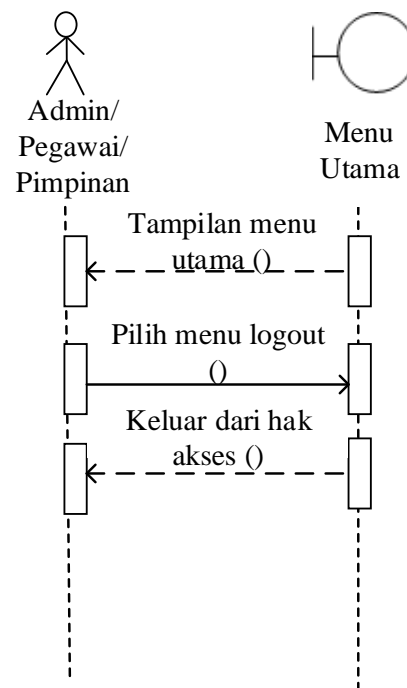 Admin/
Pegawai/
Pimpinan
Menu
Utama
Tampilan menu
utama ()
Pilih menu logout
()
Keluar dari hak
akses ()